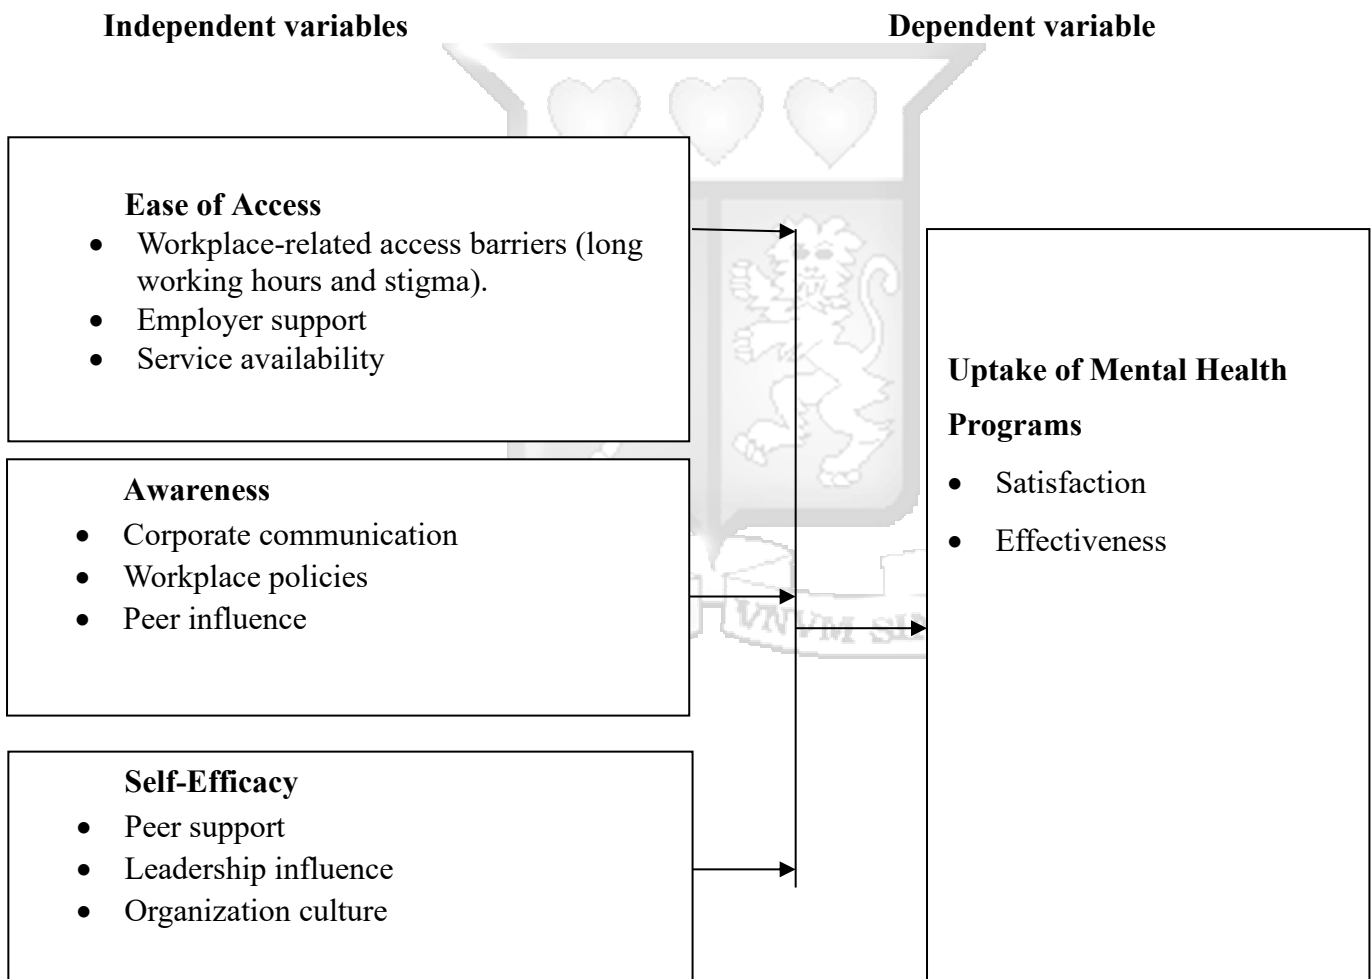 Independent variables
Dependent variable
Ease of Access
• Workplace-related access barriers (long
working hours and stigma).
• Employer support
• Service availability
Awareness
• Corporate communication
• Workplace policies
• Peer influence
Self-Efficacy
• Peer support
• Leadership influence
• Organization culture
Uptake of Mental Health
Programs
• Satisfaction
• Effectiveness
VNVM